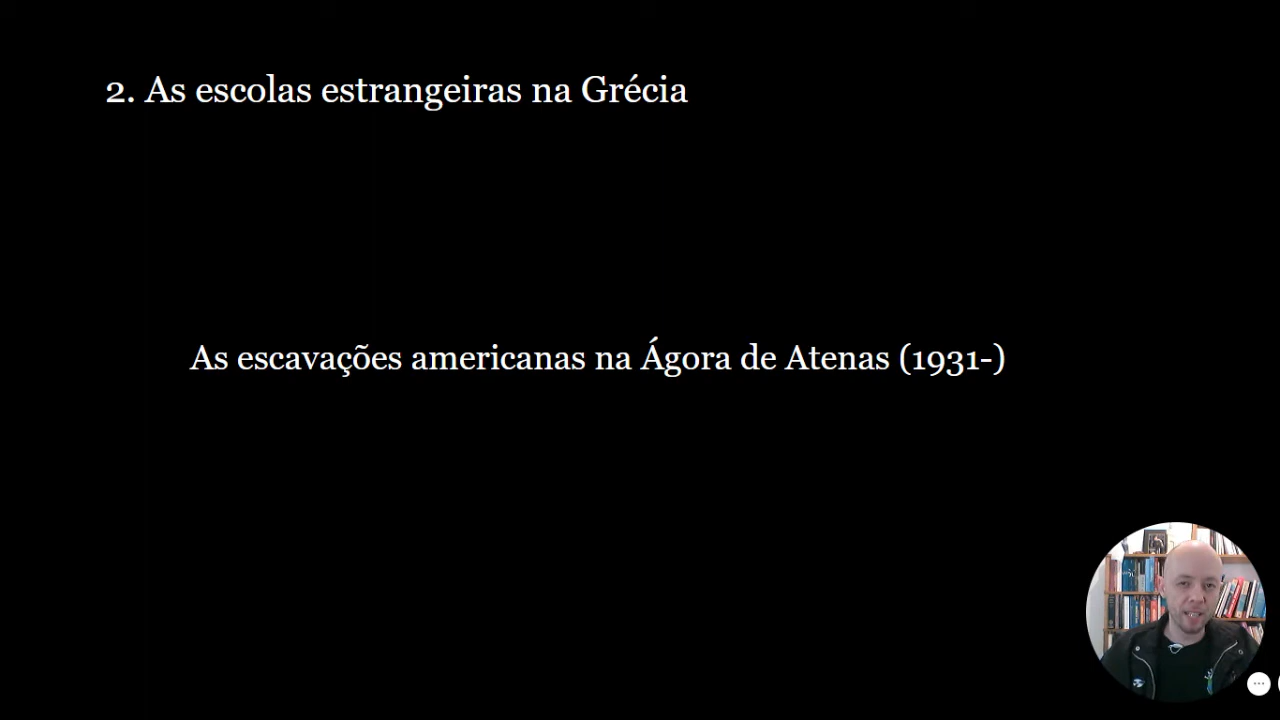 2. As escolas estrangeiras na Grécia
As escavações americanas na Ágora de Atenas (1931-)